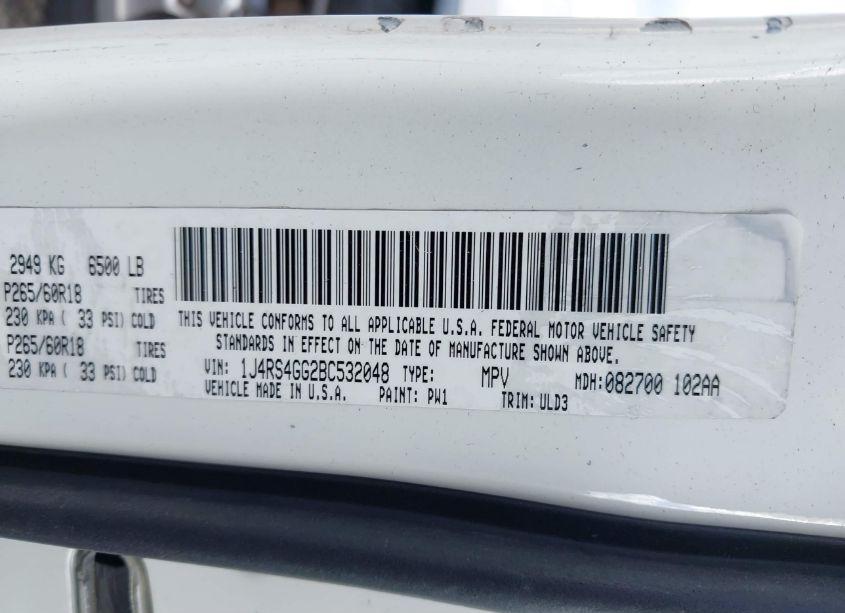 2949 KG 6500 LB
P265/60R18 TIRES
230 KPA ( 33 PSI) COLD
P265/60R18 TIRES
230 KPA ( 33 PSI) COLD
THIS VEHICLE CONFORMS TO ALL APPLICABLE U.S.A. FEDERAL MOTOR VEHICLE SAFETY
STANDARDS IN EFFECT ON THE DATE OF MANUFACTURE SHOWN ABOVE.
VIN: 1J4RS4GG2BC532048 TYPE: MPV MDH: 082700 102AA
VEHICLE MADE IN U.S.A. PAINT: PW1 TRIM: ULD3